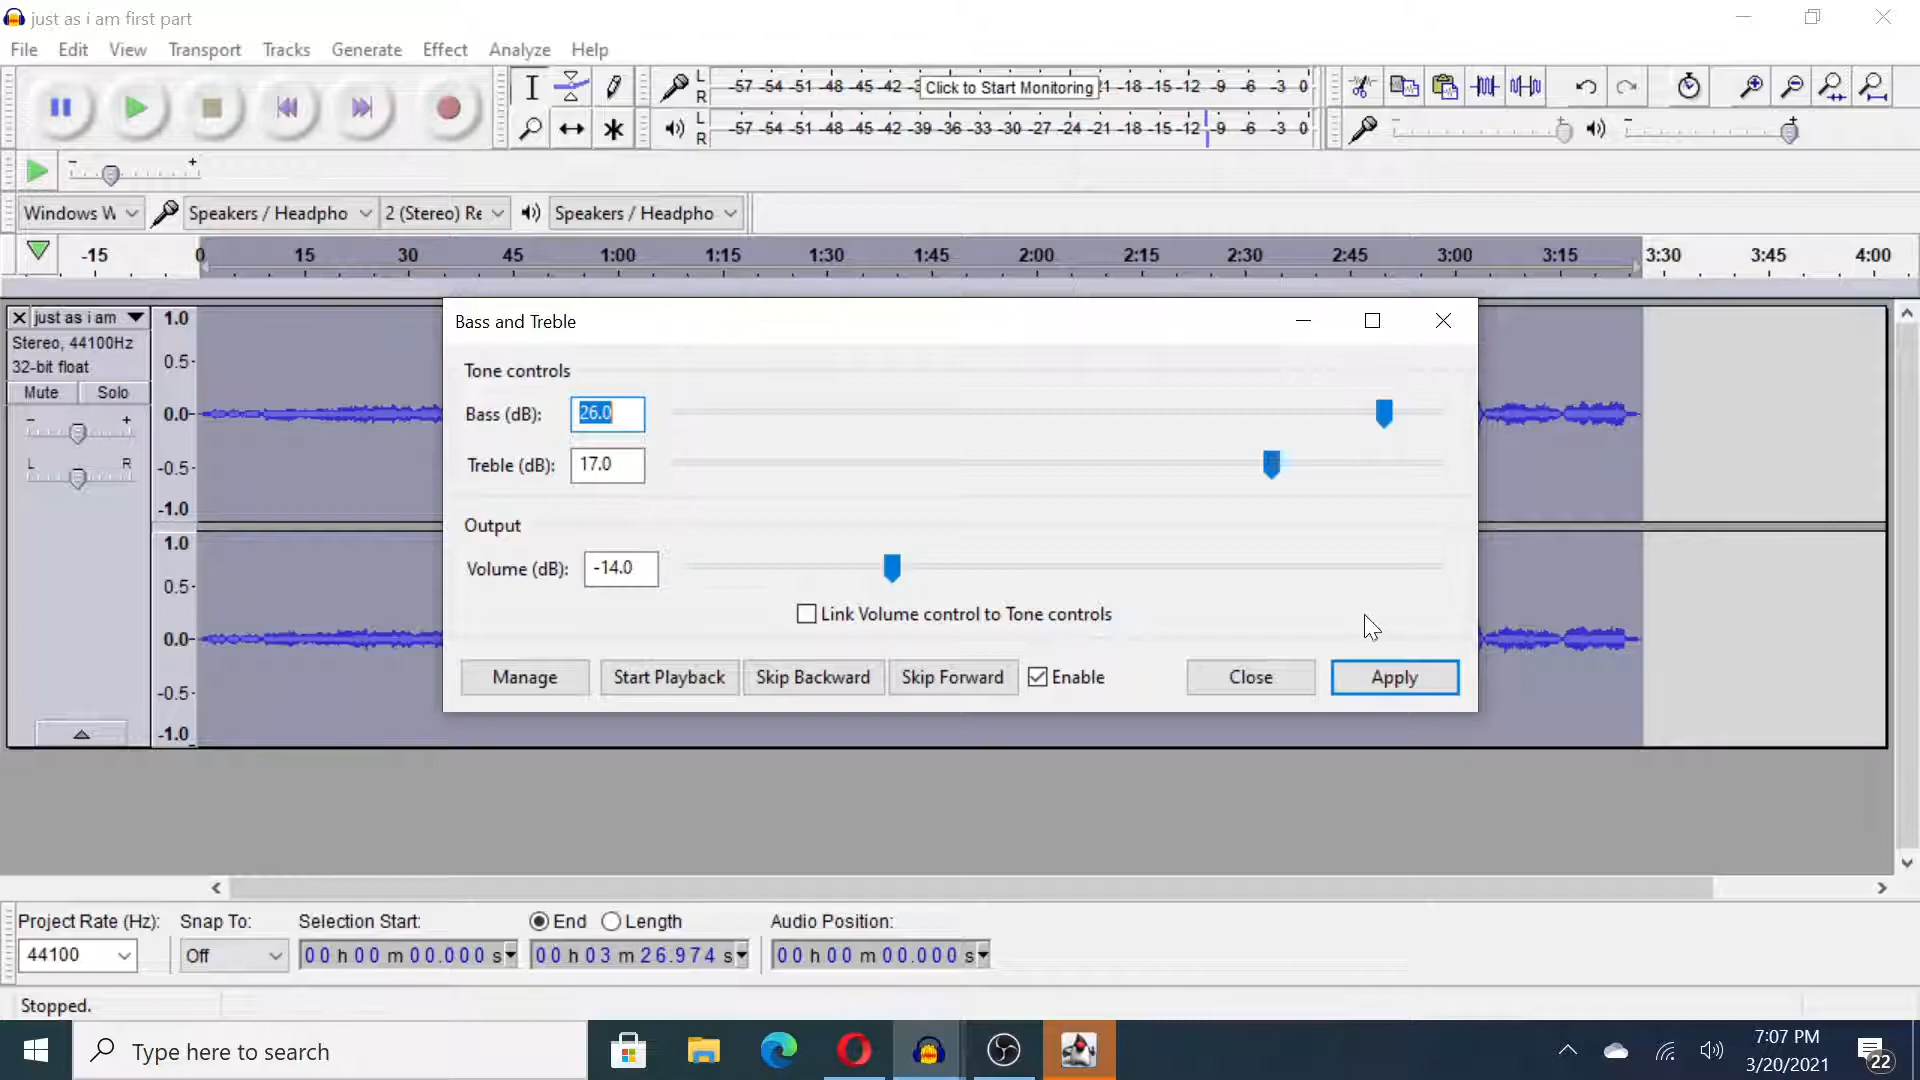 just as i am first part
File Edit View Transport Tracks Generate Effect Analyze Help
L
R
-57 -54 -51 -48 -45 -42 Click to Start Monitoring -18 -15 -12 -9 -6 -3 0
L
R
-57 -54 -51 -48 -45 -42 -39 -36 -33 -30 -27 -24 -21 -18 -15 -12 -9 -6 -3 0
Windows W Speakers / Headpho 2 (Stereo) Re Speakers / Headpho
-15 0 15 30 45 1:00 1:15 1:30 1:45 2:00 2:15 2:30 2:45 3:00 3:15 3:30 3:45 4:00
just as i am
Stereo, 44100Hz
32-bit float
Mute Solo
L R
1.0
0.5
0.0
-0.5
-1.0
1.0
0.5
0.0
-0.5
-1.0
Bass and Treble
Tone controls
Bass (dB): 26.0
Treble (dB): 17.0
Output
Volume (dB): -14.0
Link Volume control to Tone controls
Manage Start Playback Skip Backward Skip Forward Enable Close Apply
Project Rate (Hz): Snap To: Selection Start: End Length Audio Position:
44100 Off 00 h 00 m 00.000 s 00 h 03 m 26.974 s 00 h 00 m 00.000 s
Stopped.
Type here to search
7:07 PM
3/20/2021
22